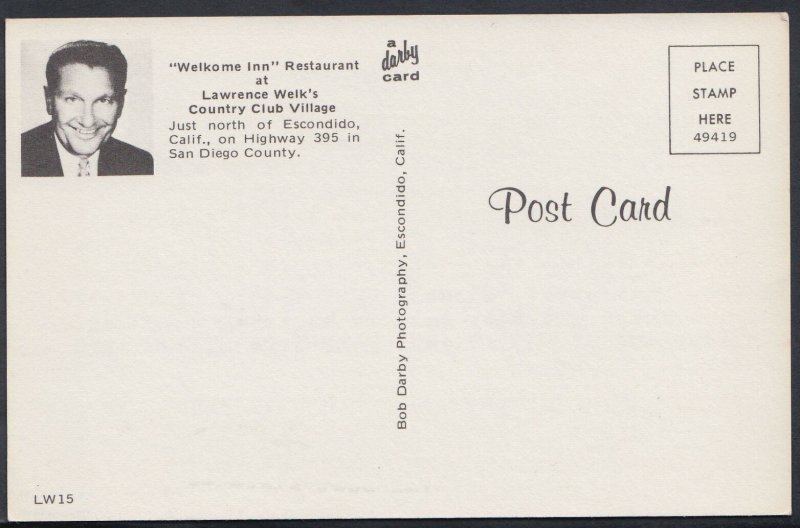 "Welkome Inn" Restaurant
at
Lawrence Welk's
Country Club Village
Just north of Escondido,
Calif., on Highway 395 in
San Diego County.
a
darby
card
Bob Darby Photography, Escondido, Calif.
PLACE
STAMP
HERE
49419
Post Card
LW15